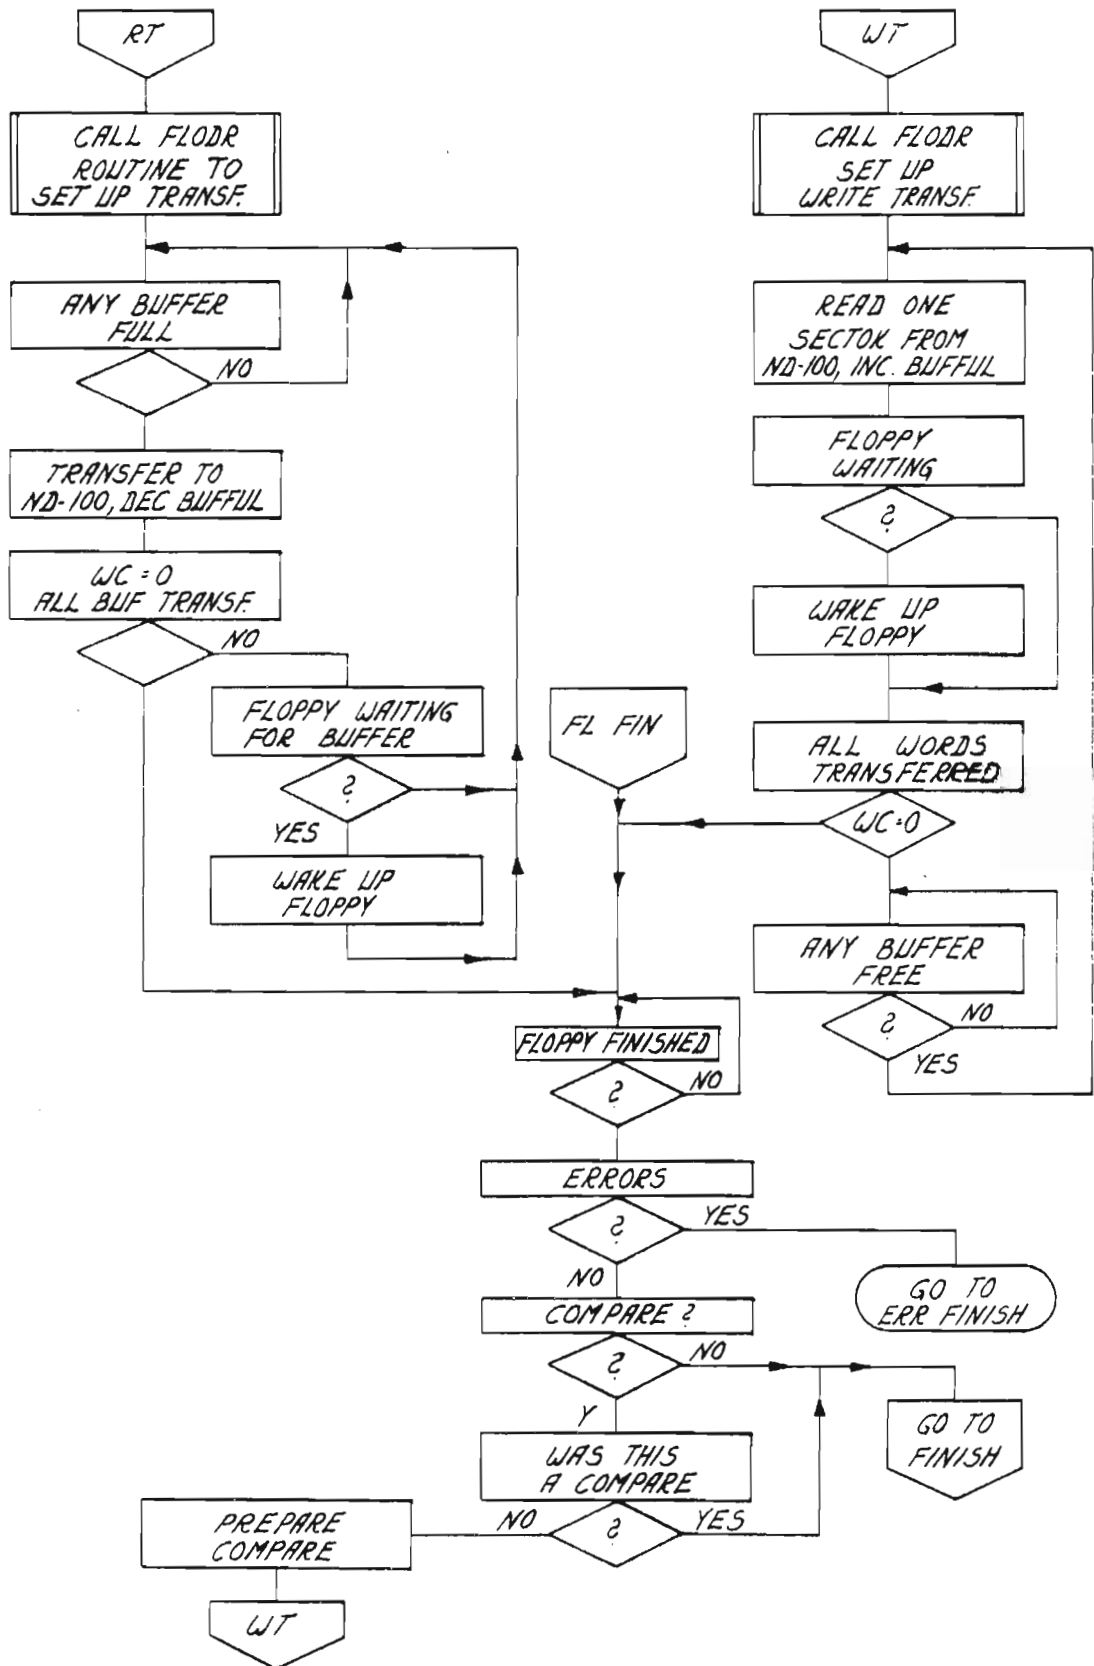 RT
CALL FLODR
ROUTINE TO
SET UP TRANSF.
ANY BUFFER
FULL
NO
TRANSFER TO
ND-100, DEC BUFFUL
WC=0
ALL BUF TRANSF.
NO
FLOPPY WAITING
FOR BUFFER
?
YES
WAKE UP
FLOPPY
WT
CALL FLODR
SET UP
WRITE TRANSF.
READ ONE
SECTOR FROM
ND-100, INC. BUFFUL
FLOPPY
WAITING
?
WAKE UP
FLOPPY
ALL WORDS
TRANSFERRED
WC=0
ANY BUFFER
FREE
?
NO
YES
FL FIN
FLOPPY FINISHED
?
NO
ERRORS
?
YES
NO
GO TO
ERR FINISH
COMPARE ?
?
NO
Y
GO TO
FINISH
WAS THIS
A COMPARE
?
NO
YES
PREPARE
COMPARE
WT